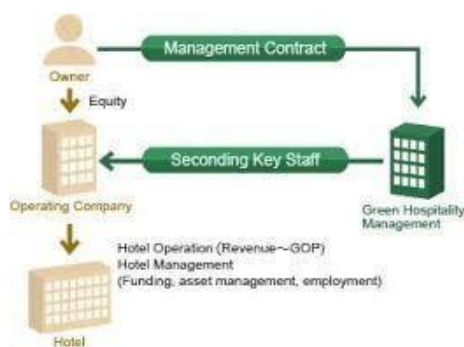 Management Contract
Owner
Equity
Seconding Key Staff
Operating Company
Green Hospitality
Management
Hotel Operation (Revenue～GOP)
Hotel Management
(Funding, asset management, employment)
Hotel